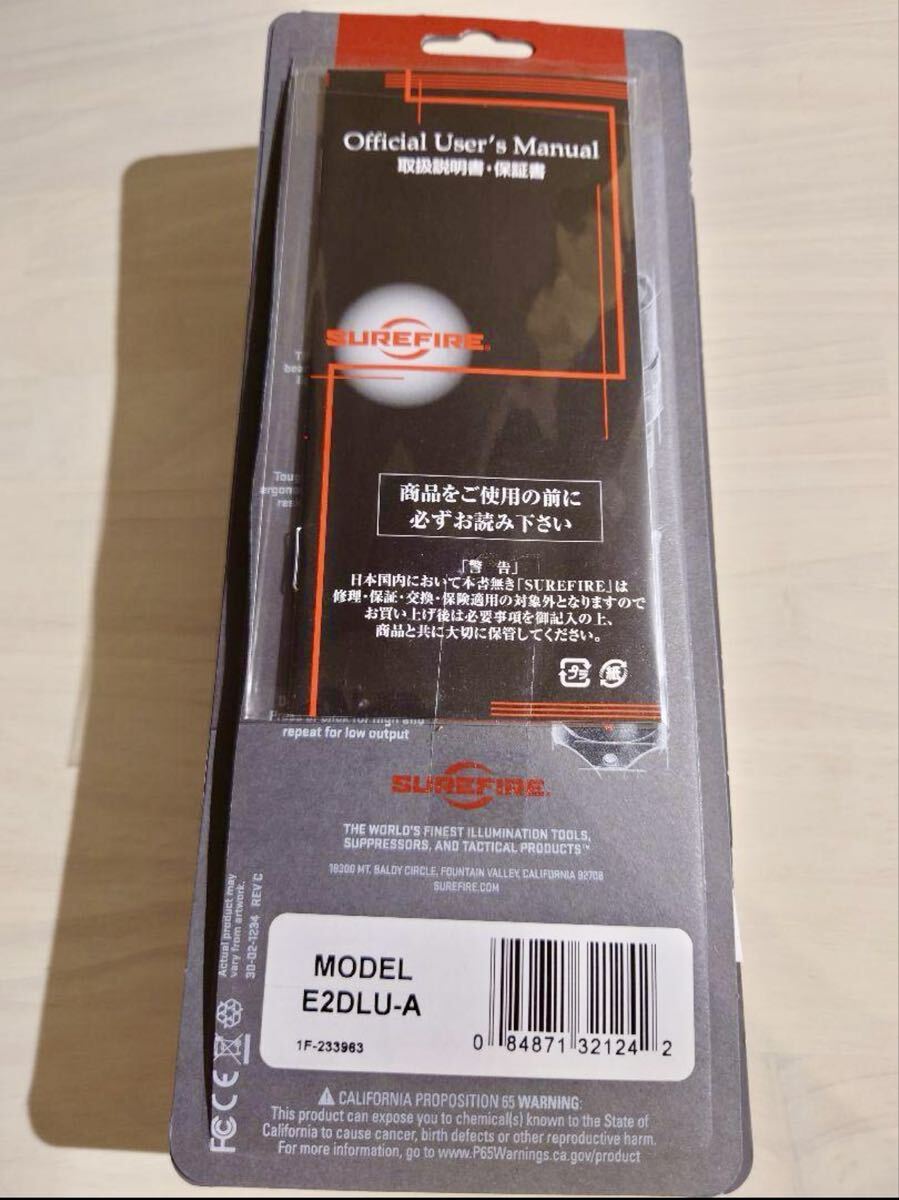 Official User's Manual
取扱説明書・保証書
SUREFIRE
商品をご使用の前に
必ずお読み下さい
「警 告」
日本国内において本書無き「SUREFIRE」は
修理・保証・交換・保険適用の対象外となりますので
お買い上げ後は必要事項を御記入の上、
商品と共に大切に保管してください。
プラ
紙
repeat for low output
SUREFIRE
THE WORLD'S FINEST ILLUMINATION TOOLS,
SUPPRESSORS, AND TACTICAL PRODUCTS™
18300 MT. BALDY CIRCLE, FOUNTAIN VALLEY, CALIFORNIA 92708
SUREFIRE.COM
Actual product may
vary from artwork.
30-02-1234 REV C
FC CE
MODEL
E2DLU-A
1F-233963
0 84871 32124 2
CALIFORNIA PROPOSITION 65 WARNING:
This product can expose you to chemical(s) known to the State of
California to cause cancer, birth defects or other reproductive harm.
For more information, go to www.P65Warnings.ca.gov/product